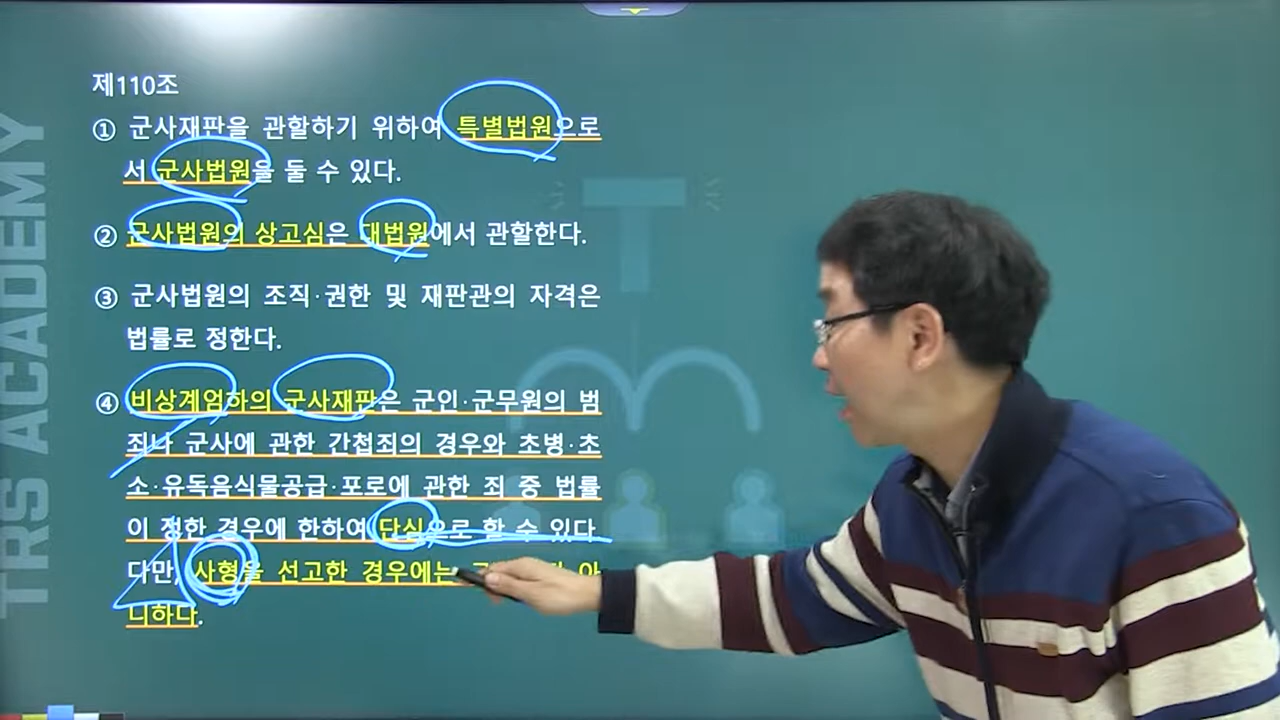 제110조
① 군사재판을 관할하기 위하여 특별법원으로
서 군사법원을 둘 수 있다.
② 군사법원의 상고심은 대법원에서 관할한다.
③ 군사법원의 조직·권한 및 재판관의 자격은
법률로 정한다.
④ 비상계엄하의 군사재판은 군인·군무원의 범
죄나 군사에 관한 간첩죄의 경우와 초병·초
소·유독음식물공급·포로에 관한 죄 중 법률
이 정한 경우에 한하여 단심으로 할 수 있다.
다만, 사형을 선고한 경우에는 아
니하다.
TRS ACADEMY